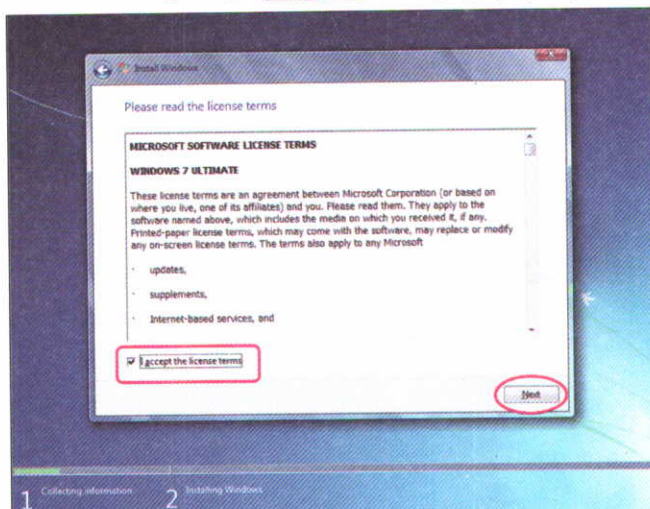 Install Windows
Please read the license terms
MICROSOFT SOFTWARE LICENSE TERMS
WINDOWS 7 ULTIMATE
These license terms are an agreement between Microsoft Corporation (or based on
where you live, one of its affiliates) and you. Please read them. They apply to the
software named above, which includes the media on which you received it, if any.
Printed-paper license terms, which may come with the software, may replace or modify
any on-screen license terms. The terms also apply to any Microsoft
· updates,
· supplements,
· Internet-based services, and
I accept the license terms
Next
1 Collecting information 2 Installing Windows